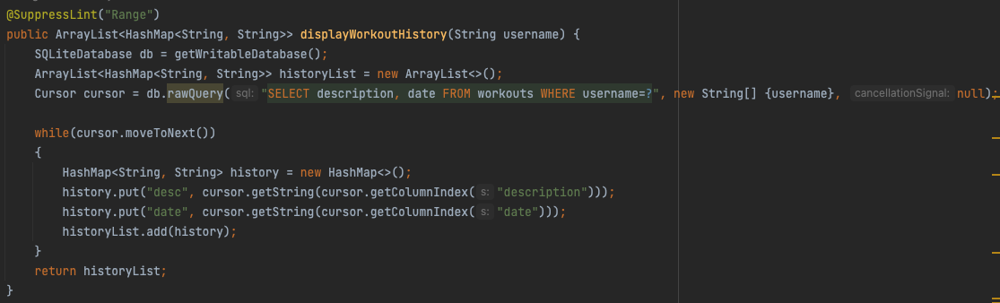 @SuppressLint("Range")
public ArrayList<HashMap<String, String>> displayWorkoutHistory(String username) {
    SQLiteDatabase db = getWritableDatabase();
    ArrayList<HashMap<String, String>> historyList = new ArrayList<>();
    Cursor cursor = db.rawQuery( sql: "SELECT description, date FROM workouts WHERE username=?", new String[] {username}, cancellationSignal: null);
    while(cursor.moveToNext())
    {
        HashMap<String, String> history = new HashMap<>();
        history.put("desc", cursor.getString(cursor.getColumnIndex( s: "description")));
        history.put("date", cursor.getString(cursor.getColumnIndex( s: "date")));
        historyList.add(history);
    }
    return historyList;
}